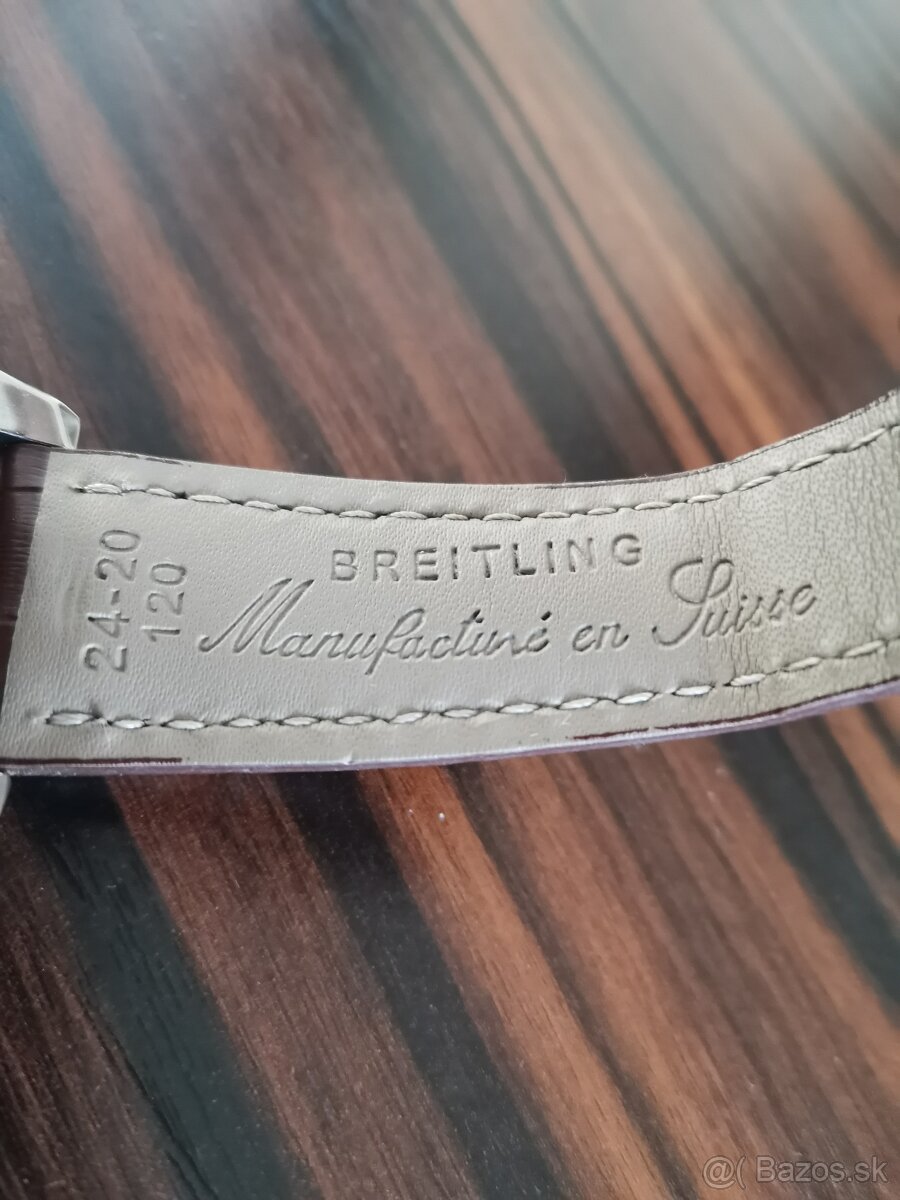 24-20
120
BREITLING
Manufacturé en Suisse
@( Bazos.sk